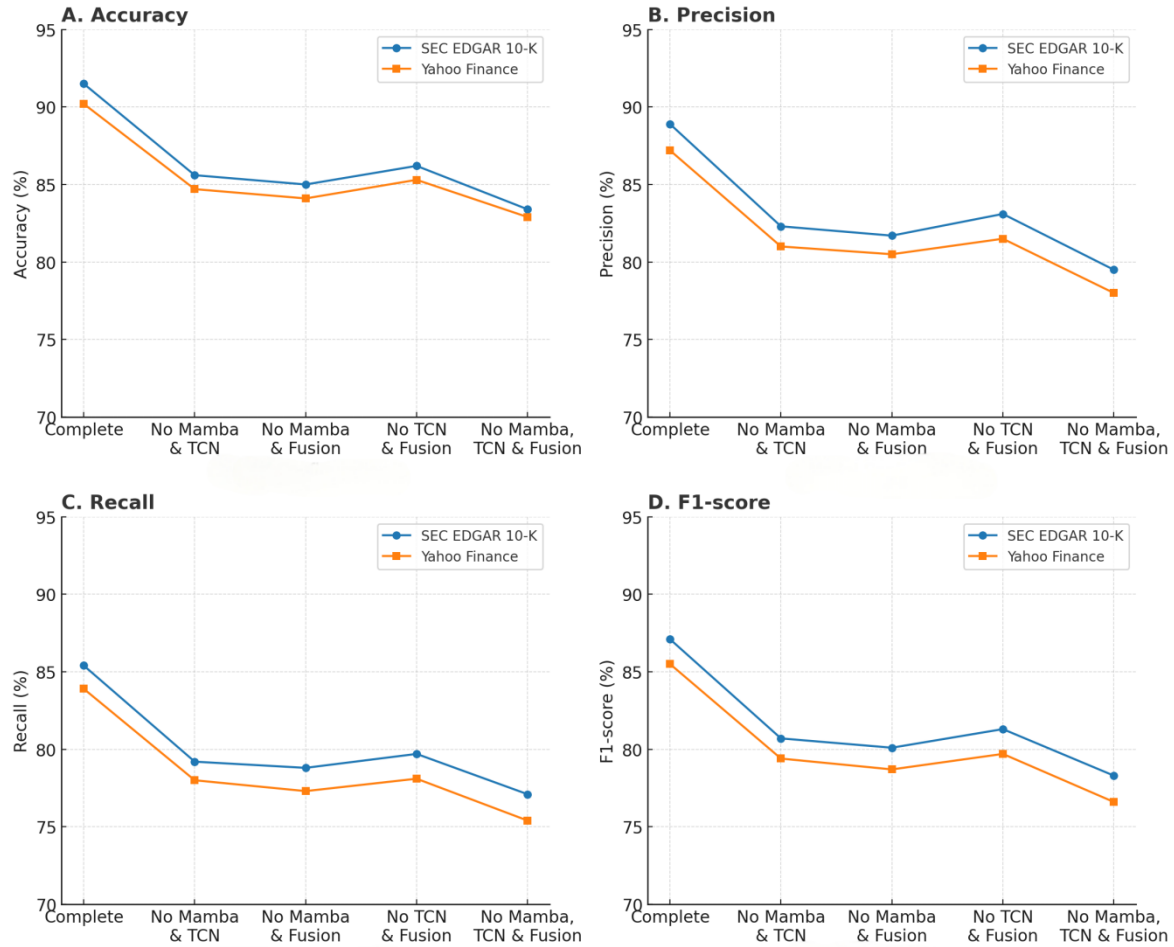 A. Accuracy
95
90
85
80
75
70
Accuracy (%)
SEC EDGAR 10-K
Yahoo Finance
Complete
No Mamba
& TCN
No Mamba
& Fusion
No TCN
& Fusion
No Mamba,
TCN & Fusion
B. Precision
95
90
85
80
75
70
Precision (%)
SEC EDGAR 10-K
Yahoo Finance
Complete
No Mamba
& TCN
No Mamba
& Fusion
No TCN
& Fusion
No Mamba,
TCN & Fusion
C. Recall
95
90
85
80
75
70
Recall (%)
SEC EDGAR 10-K
Yahoo Finance
Complete
No Mamba
& TCN
No Mamba
& Fusion
No TCN
& Fusion
No Mamba,
TCN & Fusion
D. F1-score
95
90
85
80
75
70
F1-score (%)
SEC EDGAR 10-K
Yahoo Finance
Complete
No Mamba
& TCN
No Mamba
& Fusion
No TCN
& Fusion
No Mamba,
TCN & Fusion